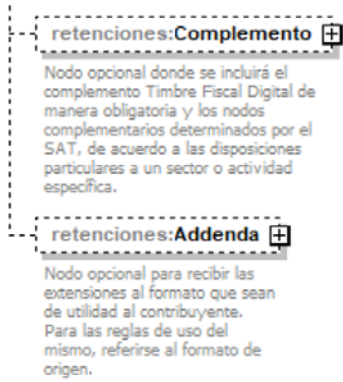 retenciones:Complemento
Nodo opcional donde se incluirá el
complemento Timbre Fiscal Digital de
manera obligatoria y los nodos
complementarios determinados por el
SAT, de acuerdo a las disposiciones
particulares a un sector o actividad
específica.
retenciones:Addenda
Nodo opcional para recibir las
extensiones al formato que sean
de utilidad al contribuyente.
Para las reglas de uso del
mismo, referirse al formato de
origen.